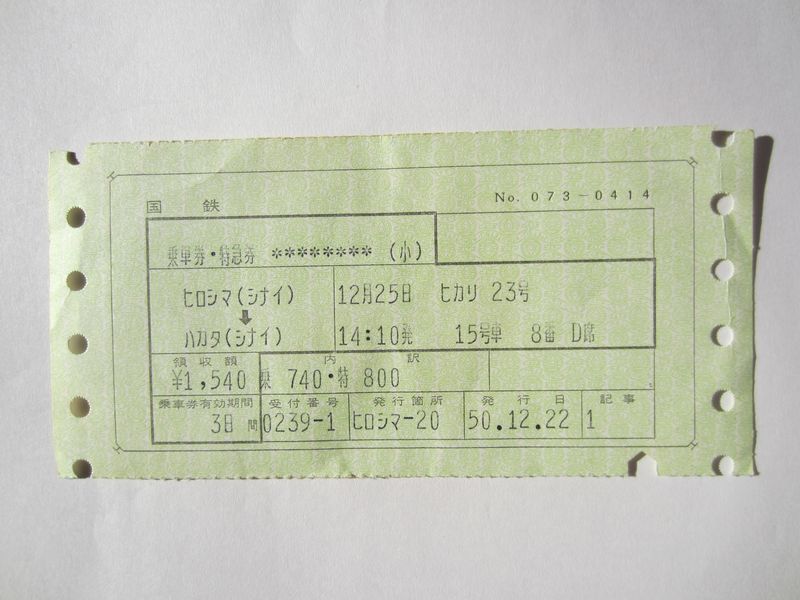 国鉄
No. 073-0414
乗車券・特急券 ******** (小)
ヒロシマ(シナイ)
↓
ハカタ(シナイ)
12月25日 ヒカリ 23号
14:10発 15号車 8番 D席
領収額
¥1,540
内訳
乗 740・特 800
乗車券有効期間
3日間
受付番号
0239-1
発行箇所
ヒロシマ-20
発行日
50.12.22
記事
1